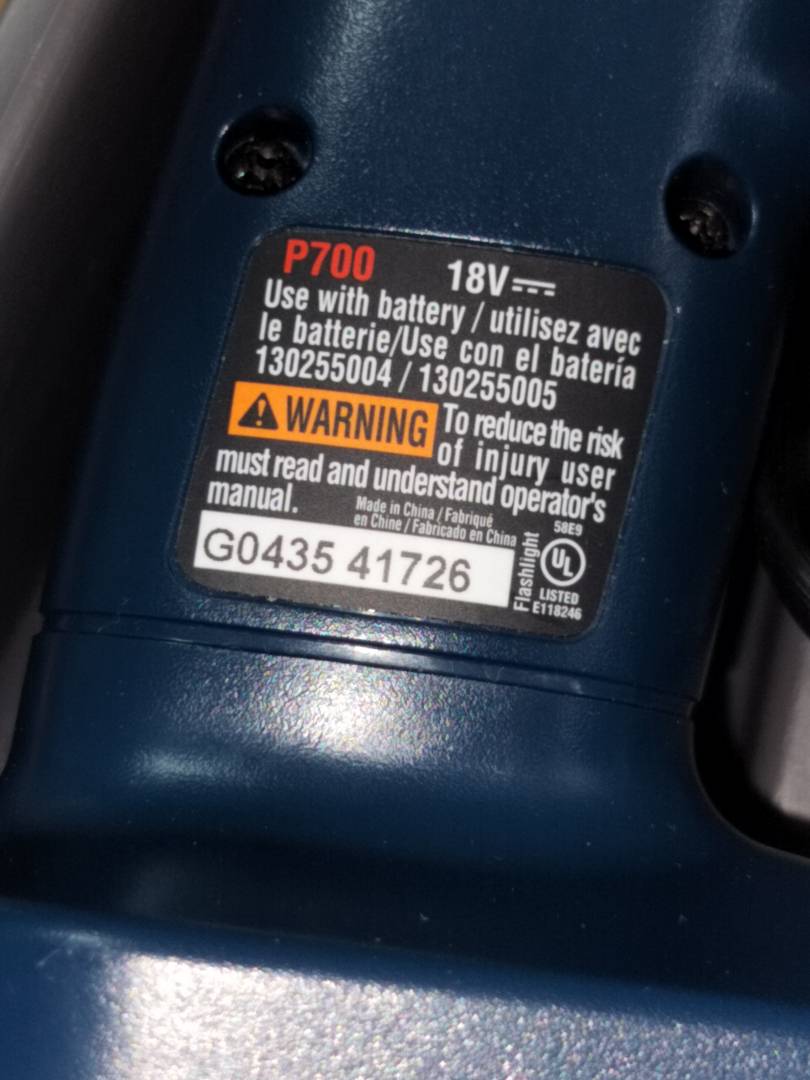 P700 18V
Use with battery / utilisez avec
le batterie/Use con el batería
130255004 / 130255005
WARNING To reduce the risk
of injury user
must read and understand operator's
manual.
Made in China / Fabriqué
en Chine / Fabricado en China
G0435 41726
Flashlight
58E9
UL
LISTED
E118246